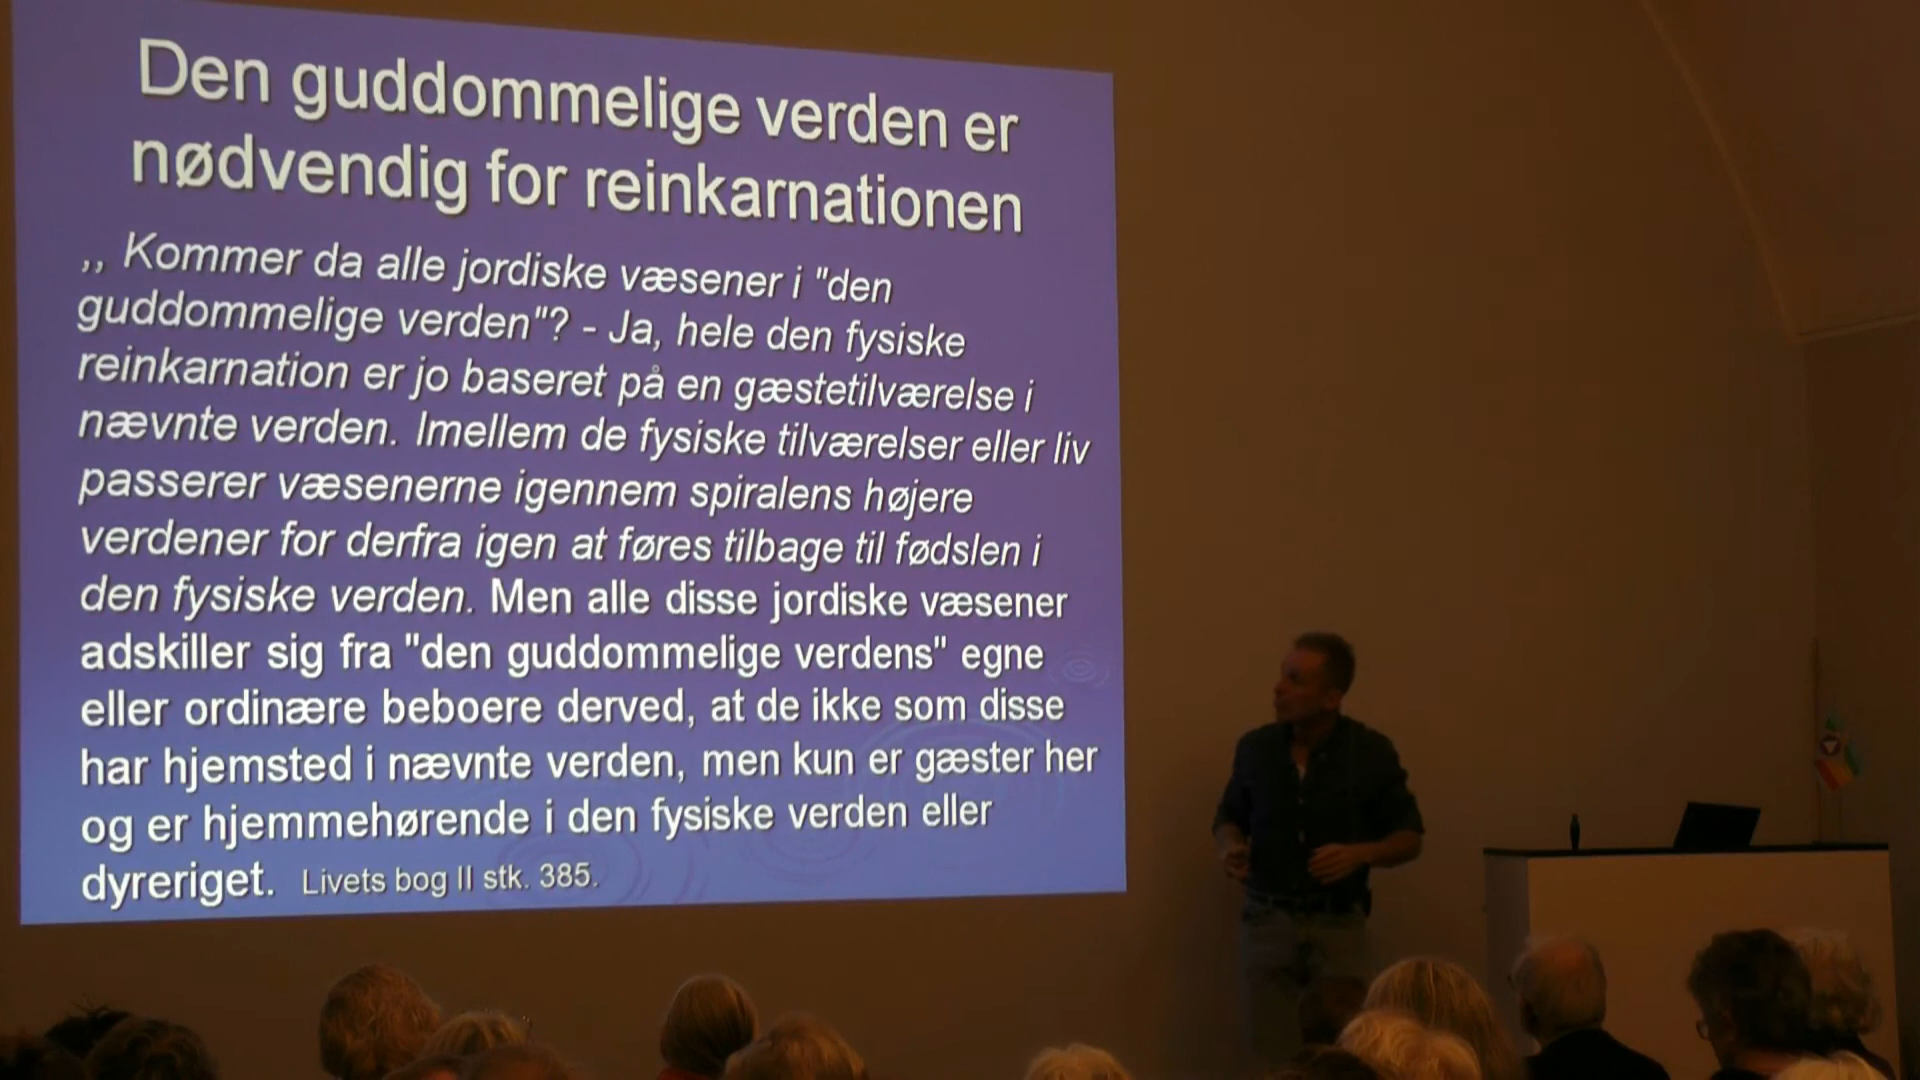 Den guddommelige verden er
nødvendig for reinkarnationen
,, Kommer da alle jordiske væsener i "den
guddommelige verden"? - Ja, hele den fysiske
reinkarnation er jo baseret på en gæstetilværelse i
nævnte verden. Imellem de fysiske tilværelser eller liv
passerer væsenerne igennem spiralens højere
verdener for derfra igen at føres tilbage til fødslen i
den fysiske verden. Men alle disse jordiske væsener
adskiller sig fra "den guddommelige verdens" egne
eller ordinære beboere derved, at de ikke som disse
har hjemsted i nævnte verden, men kun er gæster her
og er hjemmehørende i den fysiske verden eller
dyreriget. Livets bog II stk. 385.